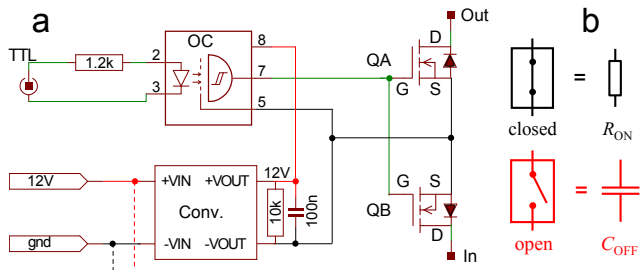 a
b
Out
OC
TTL
1.2k
2
8
QA
D
7
3
G
S
5
closed
=
R_ON
12V
+VIN
+VOUT
12V
Conv.
10k
100n
G
S
QB
D
gnd
-VIN
-VOUT
In
open
=
C_OFF